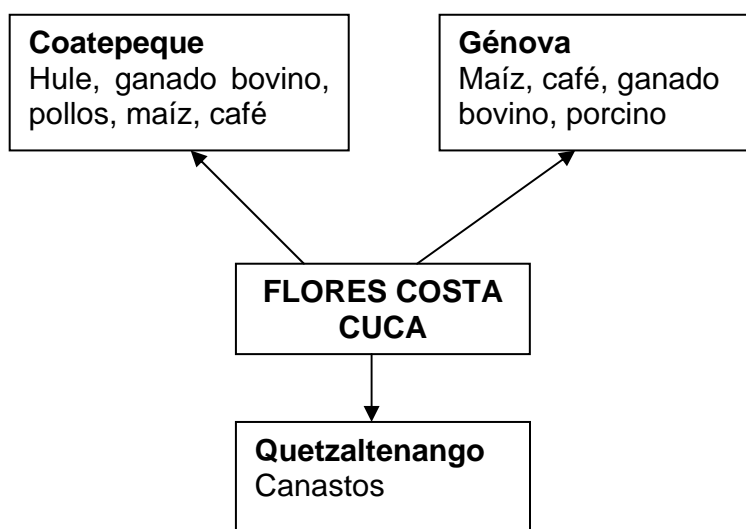 Coatepeque
Hule, ganado bovino,
pollos, maíz, café
Génova
Maíz, café, ganado
bovino, porcino
FLORES COSTA
CUCA
Quetzaltenango
Canastos